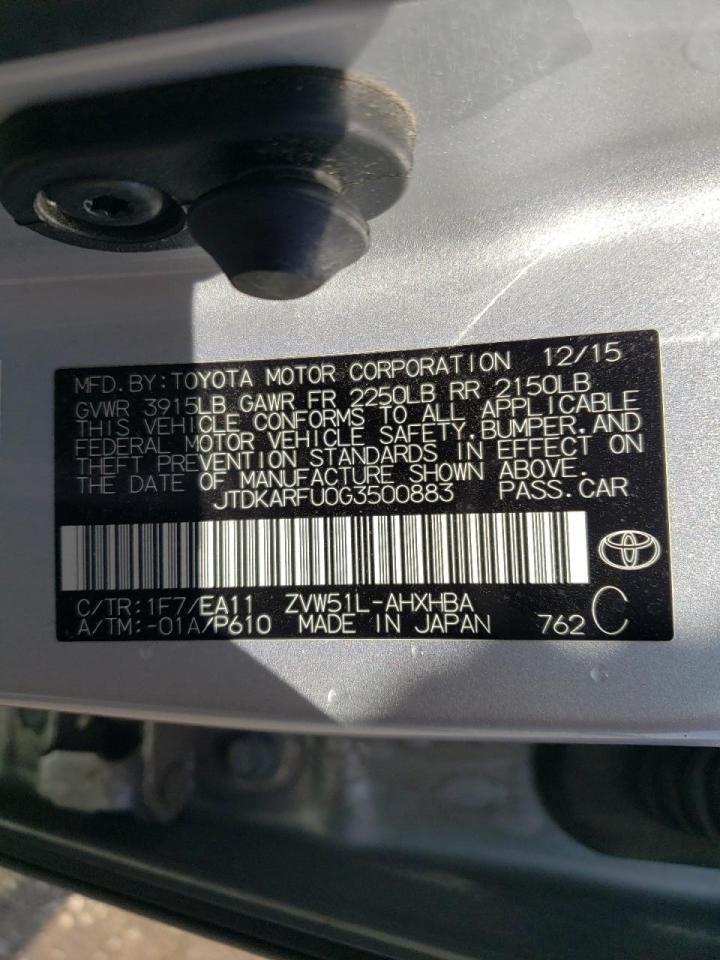 MFD. BY: TOYOTA MOTOR CORPORATION 12/15
GVWR 3915LB GAWR FR 2250LB RR 2150LB
THIS VEHICLE CONFORMS TO ALL APPLICABLE
FEDERAL MOTOR VEHICLE SAFETY, BUMPER, AND
THEFT PREVENTION STANDARDS IN EFFECT ON
THE DATE OF MANUFACTURE SHOWN ABOVE.
JTDKARFU0G3500883 PASS. CAR
C/TR: 1F7/EA11 ZVW51L-AHXHBA
A/TM: -01A/P610 MADE IN JAPAN 762 C